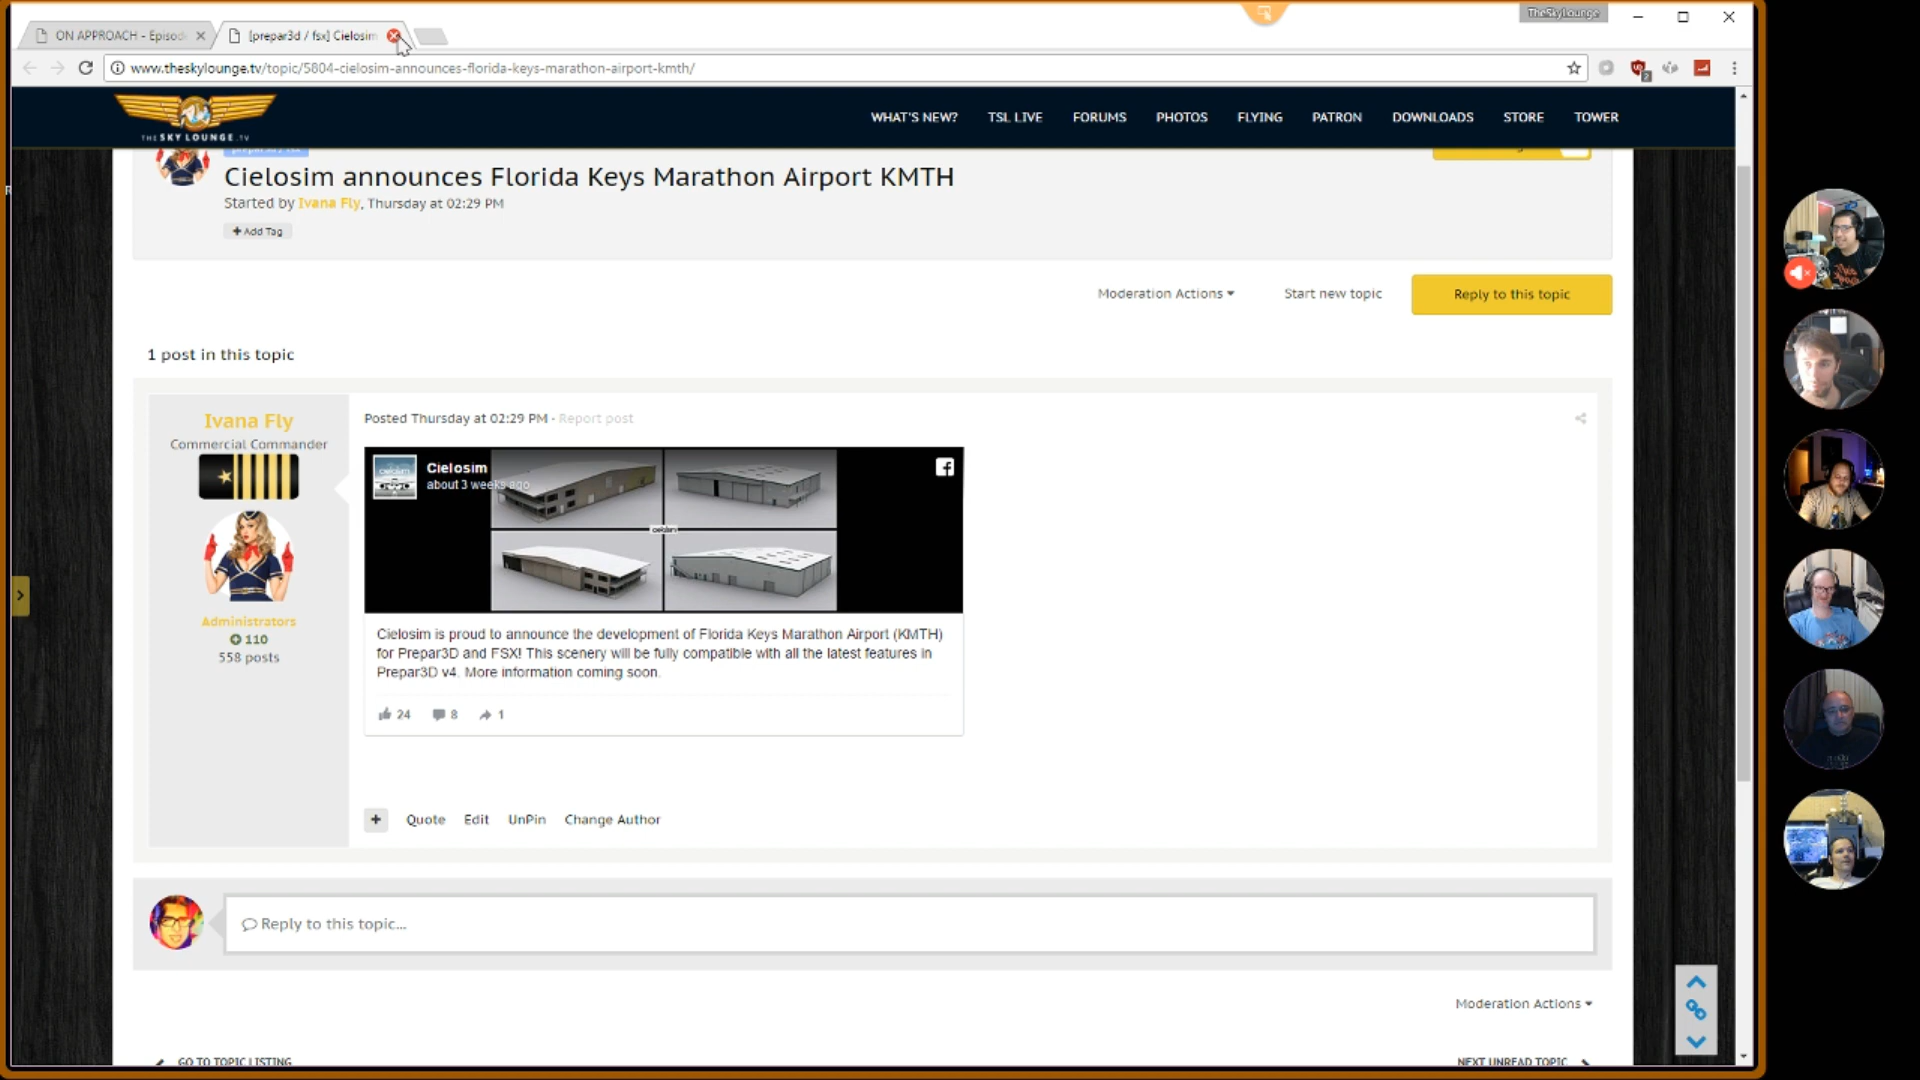 TheSkyLounge
ON APPROACH - Episode
[prepar3d / fsx] Cielosim
www.theskylounge.tv/topic/5804-cielosim-announces-florida-keys-marathon-airport-kmth/
THE SKY LOUNGE .TV
WHAT'S NEW?
TSL LIVE
FORUMS
PHOTOS
FLYING
PATRON
DOWNLOADS
STORE
TOWER
Cielosim announces Florida Keys Marathon Airport KMTH
Started by Ivana Fly, Thursday at 02:29 PM
+ Add Tag
Moderation Actions
Start new topic
Reply to this topic
1 post in this topic
Ivana Fly
Commercial Commander
Administrators
110
558 posts
Posted Thursday at 02:29 PM · Report post
Cielosim
about 3 weeks ago
Cielosim is proud to announce the development of Florida Keys Marathon Airport (KMTH)
for Prepar3D and FSX! This scenery will be fully compatible with all the latest features in
Prepar3D v4. More information coming soon.
24
8
1
+
Quote
Edit
UnPin
Change Author
Reply to this topic...
Moderation Actions
GO TO TOPIC LISTING
NEXT UNREAD TOPIC